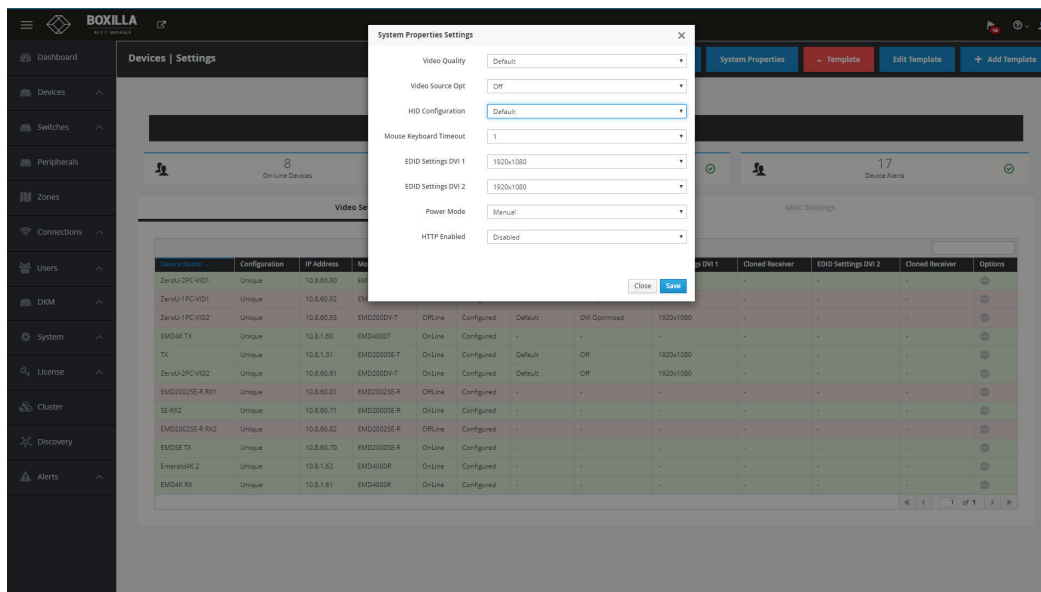 BOXILLA
System Properties Settings
Dashboard
Devices | Settings
Video Quality Default
System Properties
Template
Edit Template
+ Add Template
Devices
Video Source Opt Off
HID Configuration Default
Switches
Mouse Keyboard Timeout 1
Peripherals
8
On-Line Devices
EDID Settings DVI 1 1920x1080
17
Device Alerts
EDID Settings DVI 2 1920x1080
Zones
Power Mode Manual
Misc Settings
Connections
HTTP Enabled Disabled
Users
Device Name Configuration IP Address DVI 1 Cloned Receiver EDID Setttings DVI 2 Cloned Receiver Options
Close Save
ZeroU-2PC-VID1 Unique 10.8.60.90 - - -
DKM
ZeroU-1PC-VID1 Unique 10.8.60.92 - - -
ZeroU-1PC-VID2 Unique 10.8.60.93 EMD200DV-T OffLine Configured Default DVI Optimised 1920x1080 - - -
System
EMD4K TX Unique 10.8.1.60 EMD4000T OnLine Configured - - - - - -
TX Unique 10.8.1.31 EMD2000SE-T OnLine Configured Default Off 1920x1080 - - -
License
ZeroU-2PC-VID2 Unique 10.8.60.91 EMD200DV-T OnLine Configured Default Off 1920x1080 - - -
EMD2002SE-R RX1 Unique 10.8.60.81 EMD2002SE-R OffLine Configured - - - - - -
Cluster
SE-RX2 Unique 10.8.60.71 EMD2000SE-R OnLine Configured - - - - - -
EMD2002SE-R RX2 Unique 10.8.60.82 EMD2002SE-R OffLine Configured - - - - - -
Discovery
EMDSE TX Unique 10.8.60.70 EMD2000SE-R OnLine Configured - - - - - -
Emerald4K 2 Unique 10.8.1.62 EMD4000R OnLine Configured - - - - - -
Alerts
EMD4K RX Unique 10.8.1.61 EMD4000R OnLine Configured - - - - - -
1 of 1